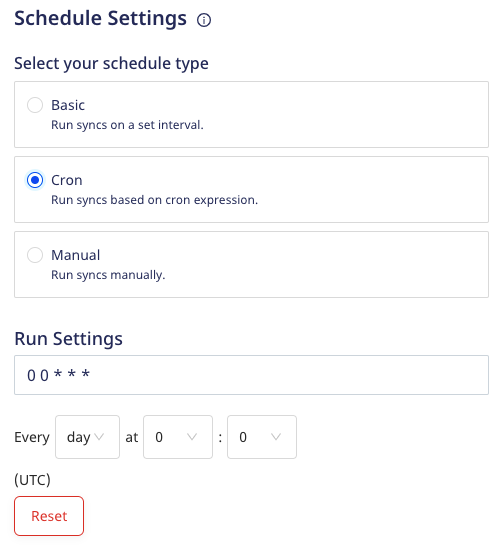 Schedule Settings
Select your schedule type
Basic
Run syncs on a set interval.
Cron
Run syncs based on cron expression.
Manual
Run syncs manually.
Run Settings
0 0 * * *
Every day at 0 : 0
(UTC)
Reset